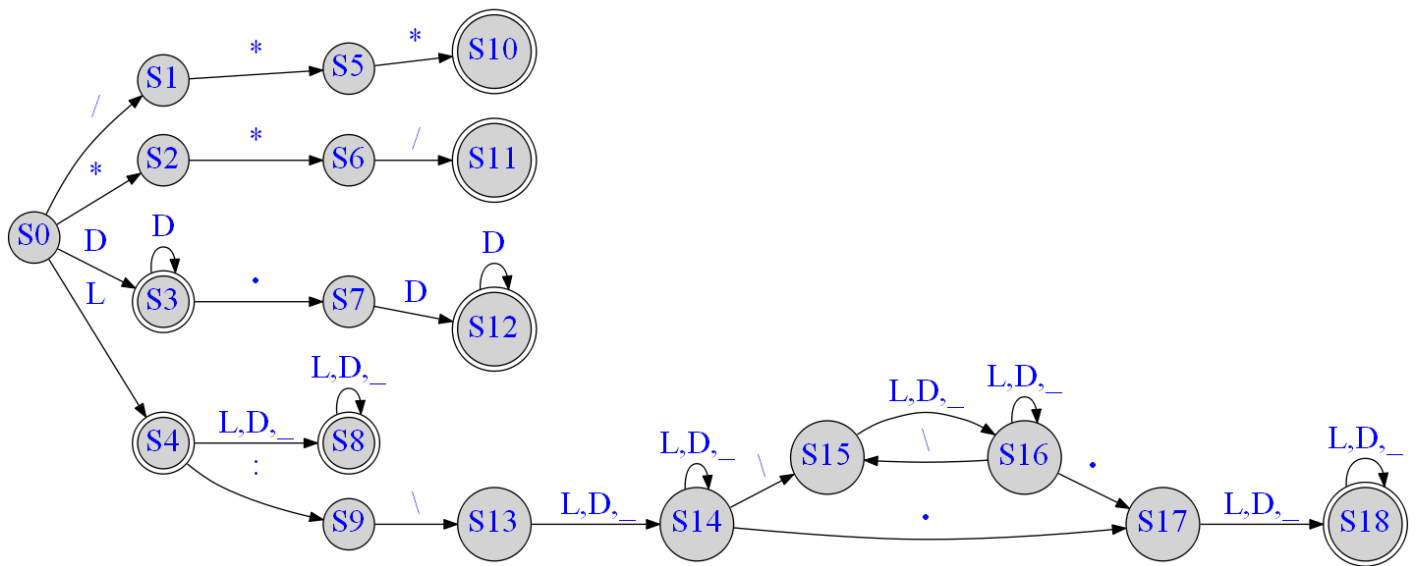 S0
/
S1
*
S5
*
S10
*
S2
*
S6
/
S11
D
S3
D
.
S7
D
S12
D
L
S4
L,D,_
S8
L,D,_
:
S9
\
S13
L,D,_
S14
L,D,_
\
S15
L,D,_
\
S16
L,D,_
.
.
S17
L,D,_
S18
L,D,_